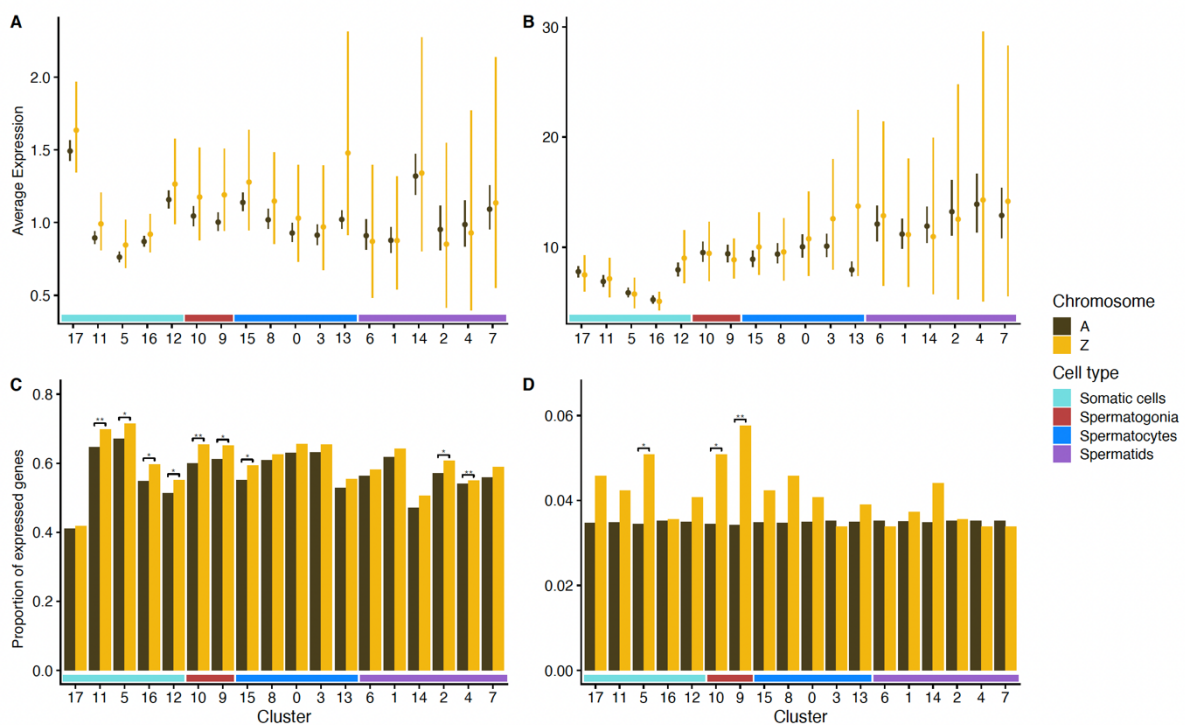 A
B
Average Expression
2.0
1.5
1.0
0.5
17 11 5 16 12 10 9 15 8 0 3 13 6 1 14 2 4 7
30
20
10
17 11 5 16 12 10 9 15 8 0 3 13 6 1 14 2 4 7
Chromosome
A
Z
Cell type
Somatic cells
Spermatogonia
Spermatocytes
Spermatids
C
D
Proportion of expressed genes
0.8
0.6
0.4
0.2
0.0
** * * * ** * * * **
17 11 5 16 12 10 9 15 8 0 3 13 6 1 14 2 4 7
Cluster
0.06
0.04
0.02
0.00
* * **
17 11 5 16 12 10 9 15 8 0 3 13 6 1 14 2 4 7
Cluster